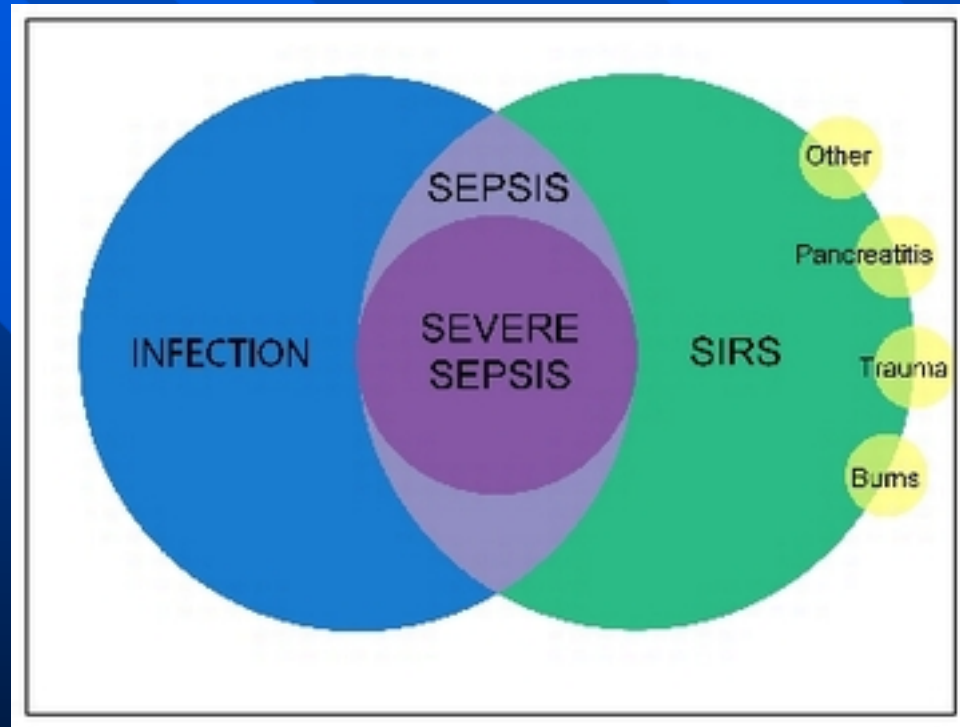 Other
SEPSIS
Pancreatitis
INFECTION
SEVERE
SEPSIS
SIRS
Trauma
Burns